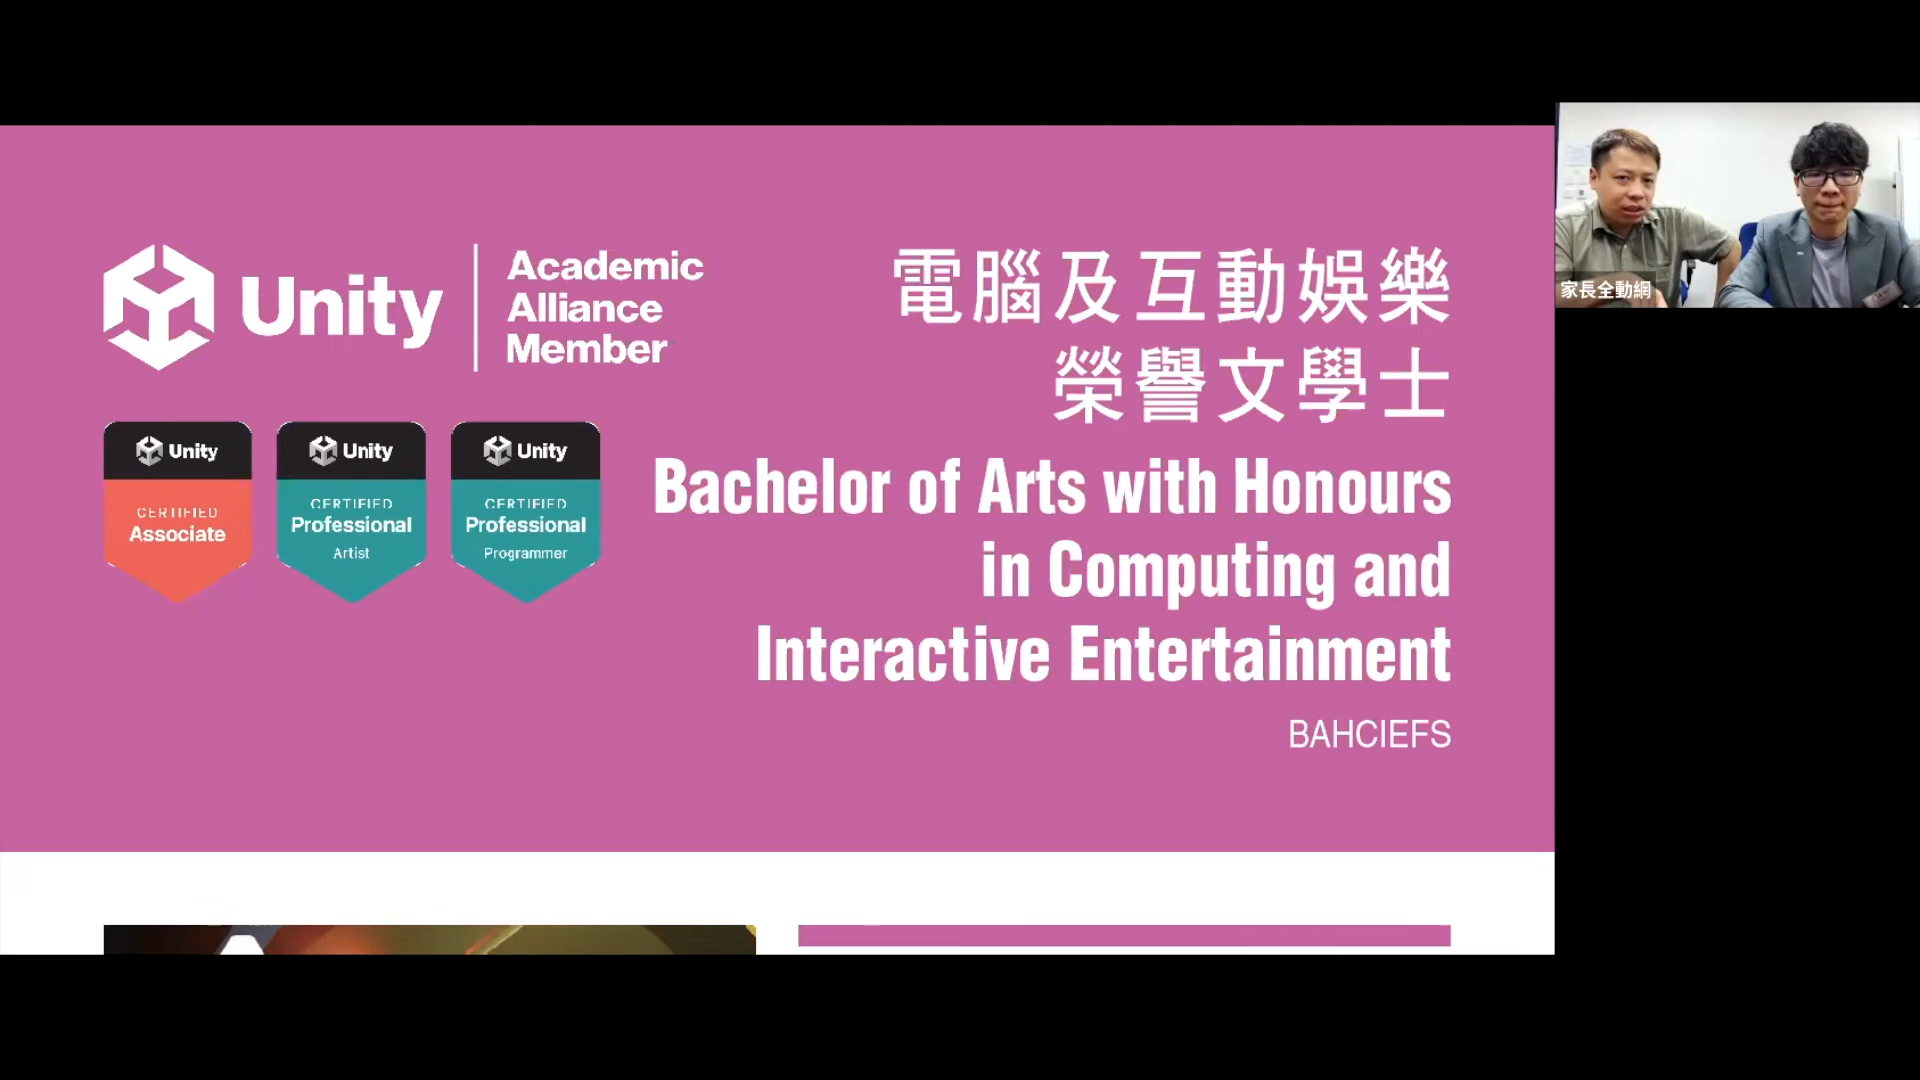 Unity
Academic
Alliance
Member
Unity
CERTIFIED
Associate
Unity
CERTIFIED
Professional
Artist
Unity
CERTIFIED
Professional
Programmer
電腦及互動娛樂
榮譽文學士
Bachelor of Arts with Honours
in Computing and
Interactive Entertainment
BAHCIEFS
家長全動網